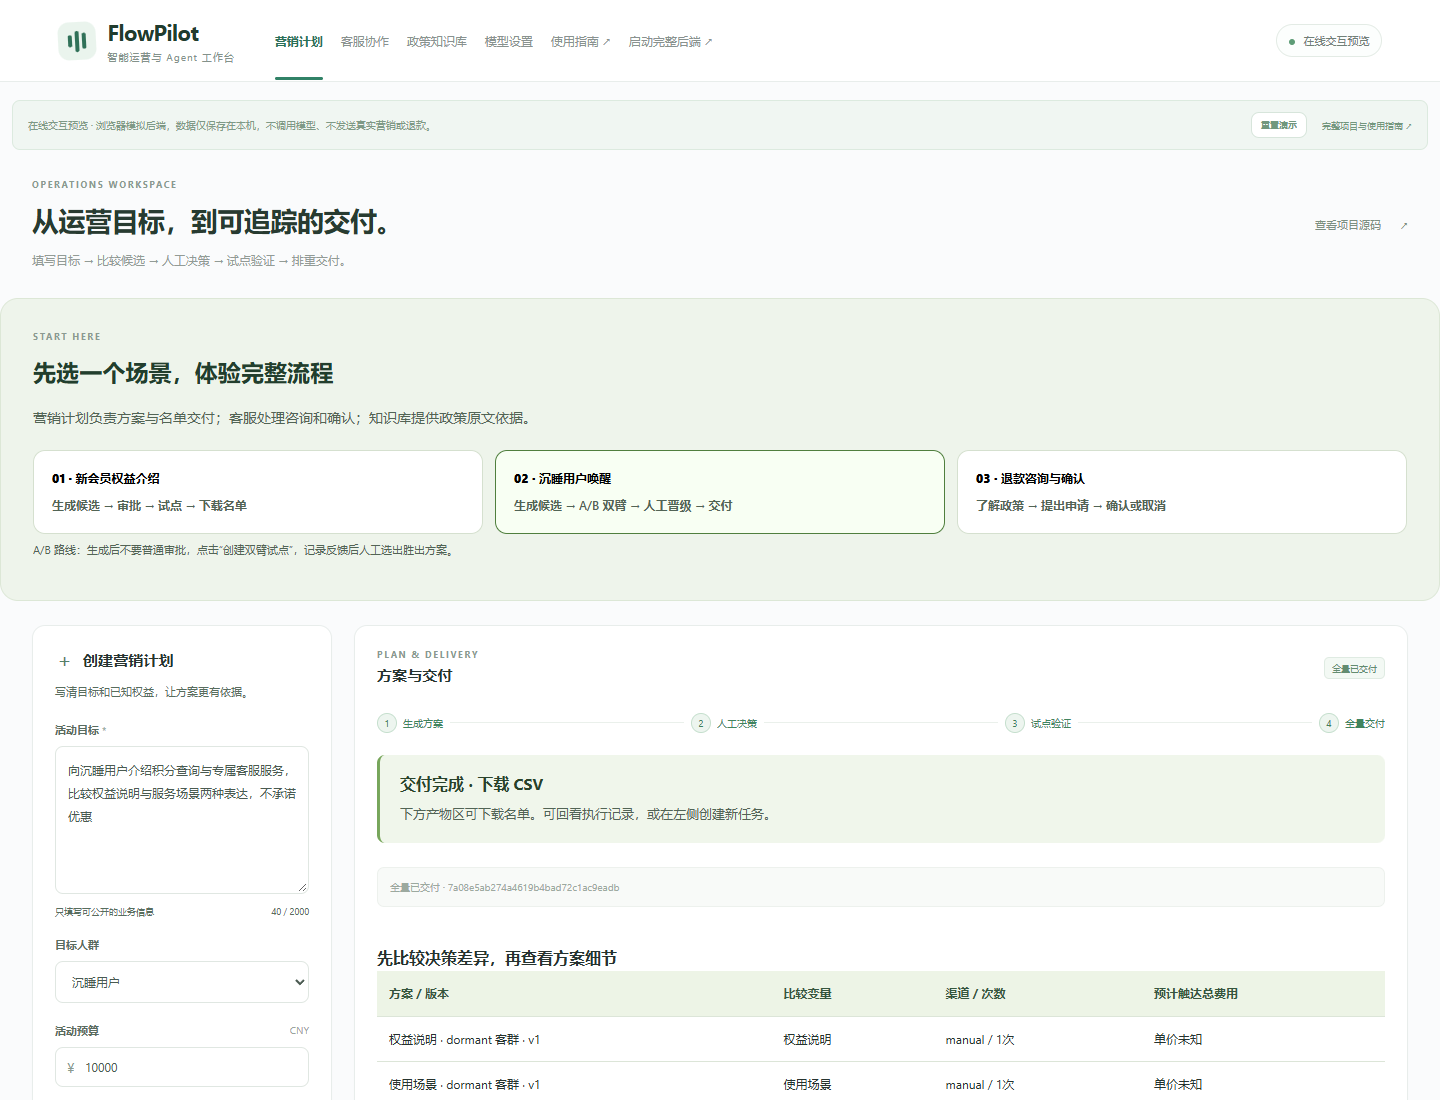 FlowPilot
智能运营与 Agent 工作台
营销计划
客服协作
政策知识库
模型设置
使用指南 ↗
启动完整后端 ↗
在线交互预览
在线交互预览 · 浏览器模拟后端，数据仅保存在本机，不调用模型、不发送真实营销或退款。
重置演示
完整项目与使用指南 ↗
OPERATIONS WORKSPACE
从运营目标，到可追踪的交付。
查看项目源码 ↗
填写目标 → 比较候选 → 人工决策 → 试点验证 → 排重交付。
START HERE
先选一个场景，体验完整流程
营销计划负责方案与名单交付；客服处理咨询和确认；知识库提供政策原文依据。
01 · 新会员权益介绍
生成候选 → 审批 → 试点 → 下载名单
02 · 沉睡用户唤醒
生成候选 → A/B 双臂 → 人工晋级 → 交付
03 · 退款咨询与确认
了解政策 → 提出申请 → 确认或取消
A/B 路线：生成后不要普通审批，点击“创建双臂试点”，记录反馈后人工选出胜出方案。
＋ 创建营销计划
写清目标和已知权益，让方案更有依据。
活动目标 *
向沉睡用户介绍积分查询与专属客服服务，
比较权益说明与服务场景两种表达，不承诺
优惠
只填写可公开的业务信息
40 / 2000
目标人群
沉睡用户
活动预算
CNY
¥ 10000
PLAN & DELIVERY
方案与交付
全量已交付
1 生成方案
2 人工决策
3 试点验证
4 全量交付
交付完成 · 下载 CSV
下方产物区可下载名单。可回看执行记录，或在左侧创建新任务。
全量已交付 · 7a08e5ab274a4619b4bad72c1ac9eadb
先比较决策差异，再查看方案细节
方案 / 版本
比较变量
渠道 / 次数
预计触达总费用
权益说明 · dormant 客群 · v1
权益说明
manual / 1次
单价未知
使用场景 · dormant 客群 · v1
使用场景
manual / 1次
单价未知